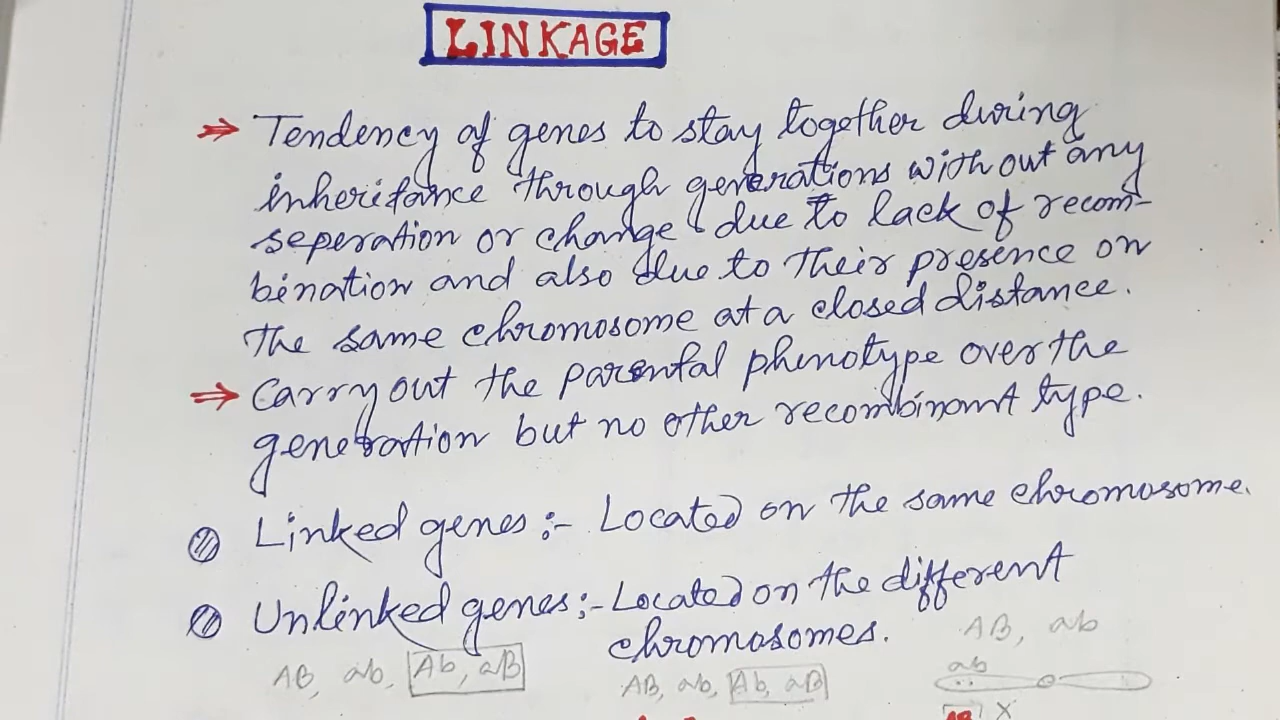 LINKAGE
⇒ Tendency of genes to stay together during
inheritance through generations without any
seperation or change due to lack of recom-
bination and also due to their presence on
the same chromosome at a closed distance.
⇒ Carry out the parental phenotype over the
generation but no other recombinant type.
Linked genes :- Located on the same chromosome.
Unlinked genes :- Located on the different
chromosomes.
AB, ab
AB, ab, Ab, aB
AB, ab, Ab, aB
ab
AB X